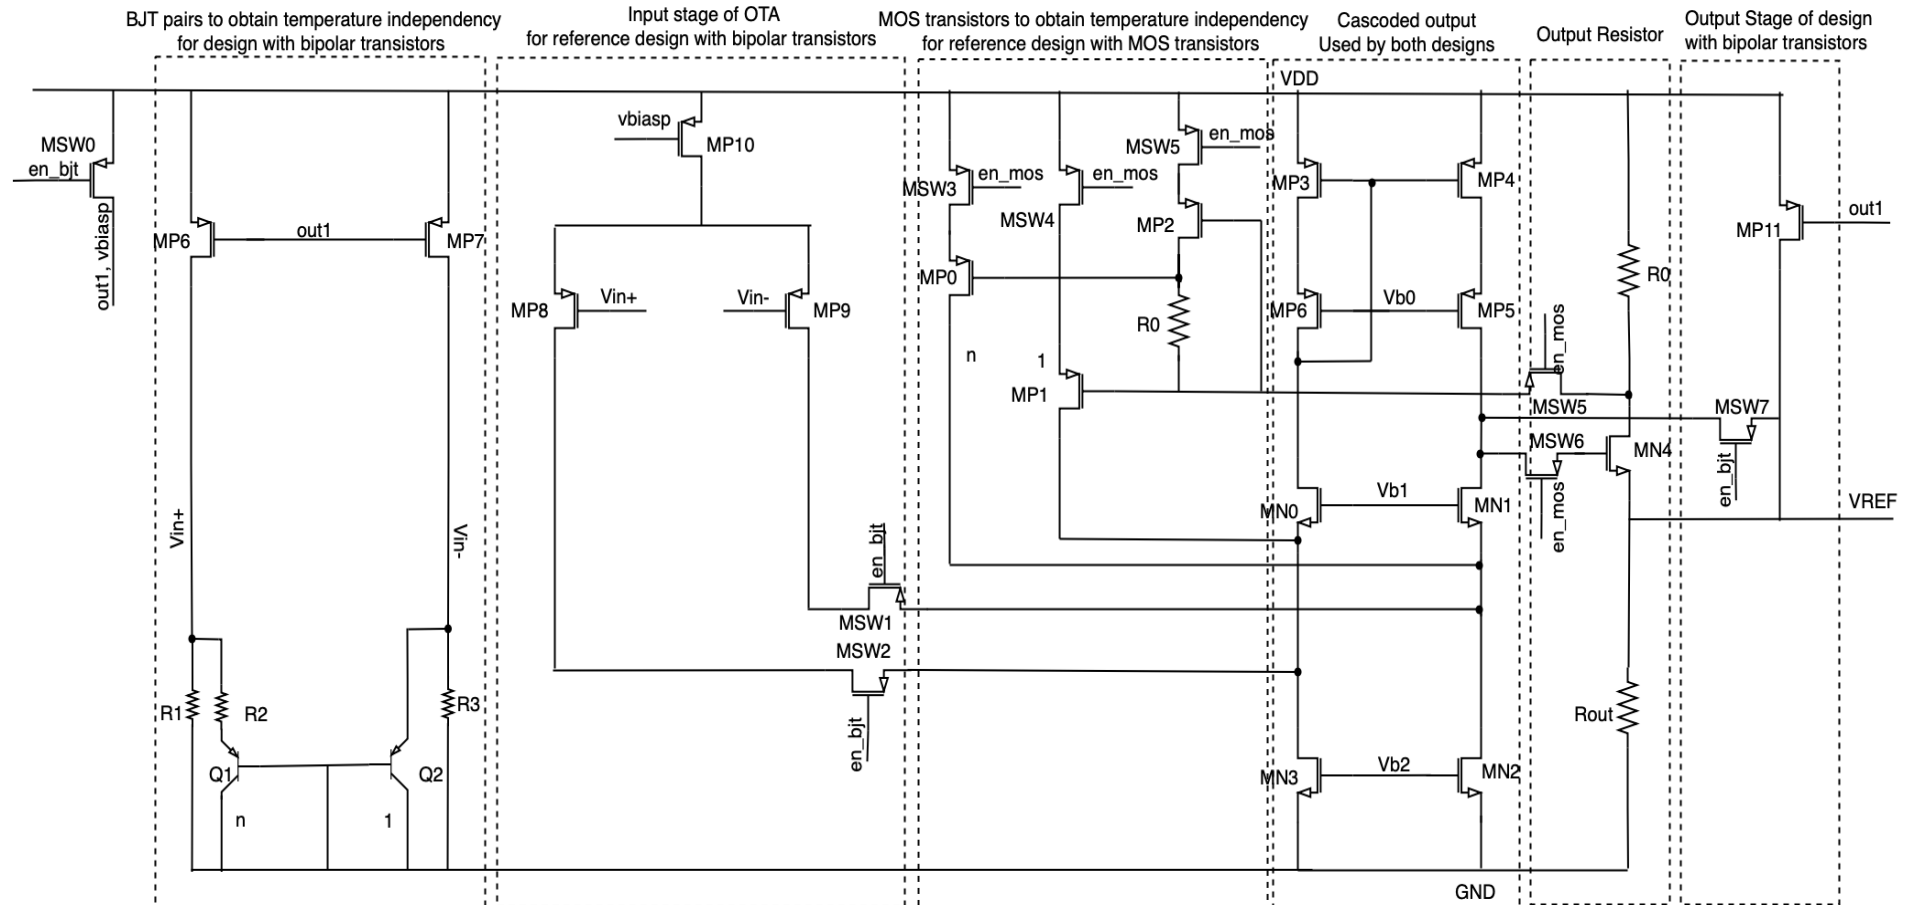 BJT pairs to obtain temperature independency
for design with bipolar transistors
Input stage of OTA
for reference design with bipolar transistors
MOS transistors to obtain temperature independency
for reference design with MOS transistors
Cascoded output
Used by both designs
Output Resistor
Output Stage of design
with bipolar transistors
VDD
MSW0
en_bjt
out1, vbiasp
MP6
out1
MP7
Vin+
Vin-
R1
R2
R3
Q1
Q2
n
1
vbiasp
MP10
MP8
Vin+
Vin-
MP9
en_bjt
MSW1
MSW2
en_bjt
MSW3
en_mos
MSW4
en_mos
MSW5
en_mos
MP2
MP0
R0
n
1
MP1
MP3
MP4
MP6
Vb0
MP5
MN0
Vb1
MN1
MN3
Vb2
MN2
GND
R0
en_mos
MSW5
MSW6
en_mos
MN4
Rout
MP11
out1
MSW7
en_bjt
VREF